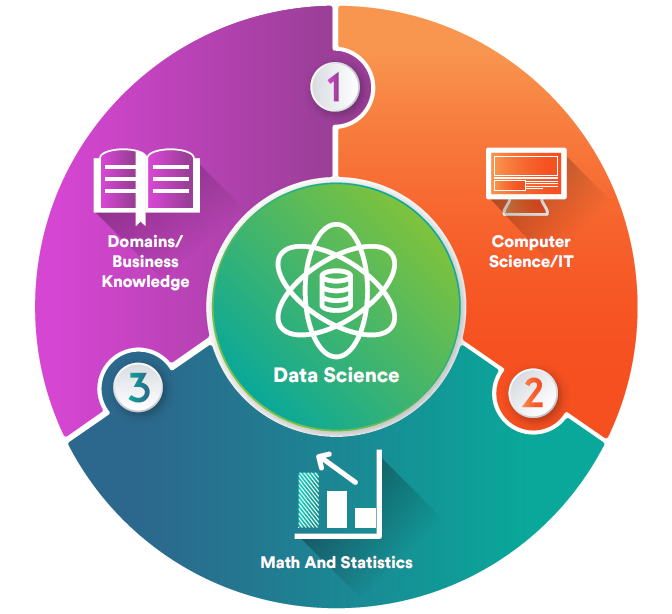 1
Domains/
Business
Knowledge
Computer
Science/IT
Data Science
3
2
Math And Statistics